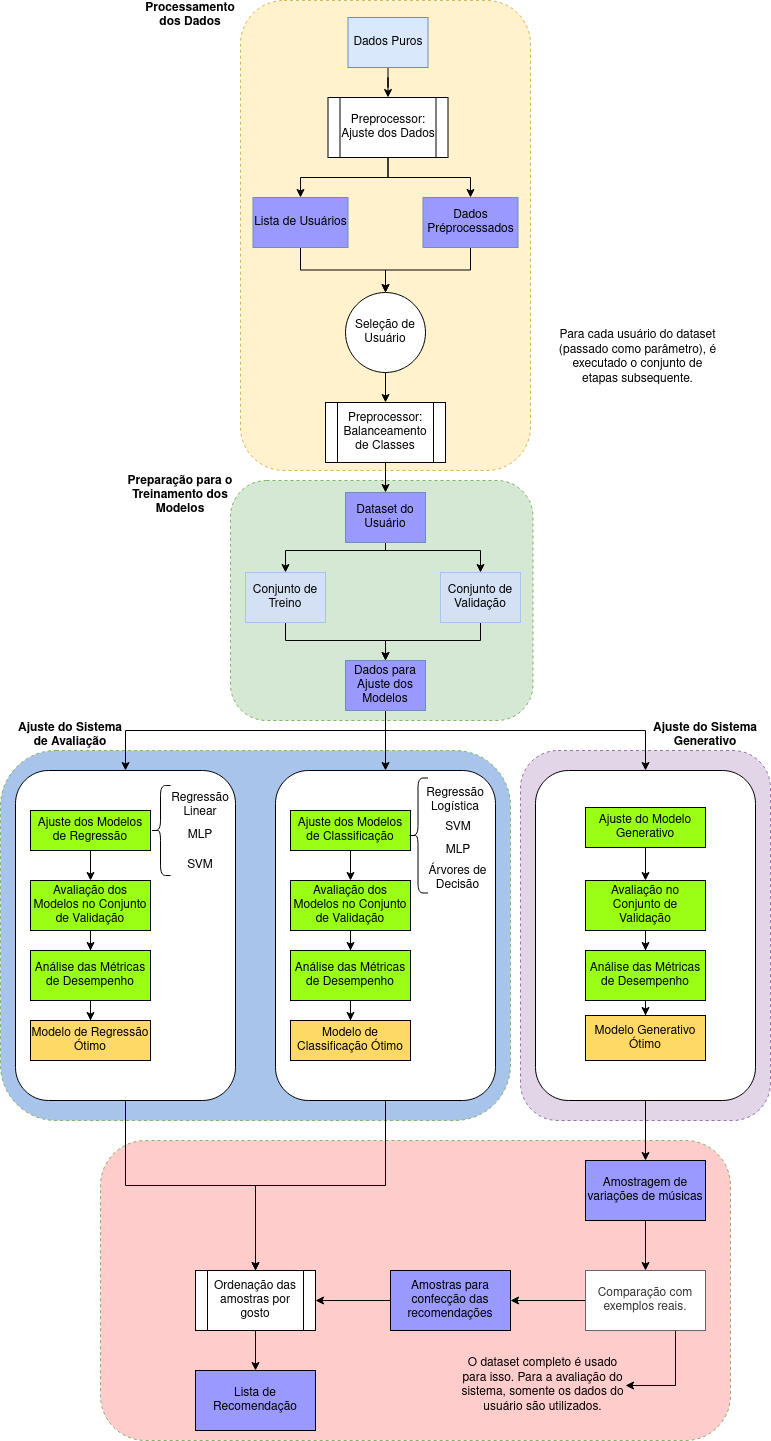 Processamento
dos Dados
Dados Puros
Preprocessor:
Ajuste dos Dados
Lista de Usuários
Dados
Préprocessados
Seleção de
Usuário
Para cada usuário do dataset
(passado como parâmetro), é
executado o conjunto de
etapas subsequente.
Preprocessor:
Balanceamento
de Classes
Preparação para o
Treinamento dos
Modelos
Dataset do
Usuário
Conjunto de
Treino
Conjunto de
Validação
Dados para
Ajuste dos
Modelos
Ajuste do Sistema
de Avaliação
Ajuste do Sistema
Generativo
Ajuste dos Modelos
de Regressão
Regressão
Linear
MLP
SVM
Avaliação dos
Modelos no Conjunto
de Validação
Análise das Métricas
de Desempenho
Modelo de Regressão
Ótimo
Ajuste dos Modelos
de Classificação
Regressão
Logística
SVM
MLP
Árvores de
Decisão
Avaliação dos
Modelos no Conjunto
de Validação
Análise das Métricas
de Desempenho
Modelo de
Classificação Ótimo
Ajuste do Modelo
Generativo
Avaliação no
Conjunto de
Validação
Análise das Métricas
de Desempenho
Modelo Generativo
Ótimo
Amostragem de
variações de músicas
Comparação com
exemplos reais.
Amostras para
confecção das
recomendações
Ordenação das
amostras por
gosto
O dataset completo é usado
para isso. Para a avaliação do
sistema, somente os dados do
usuário são utilizados.
Lista de
Recomendação